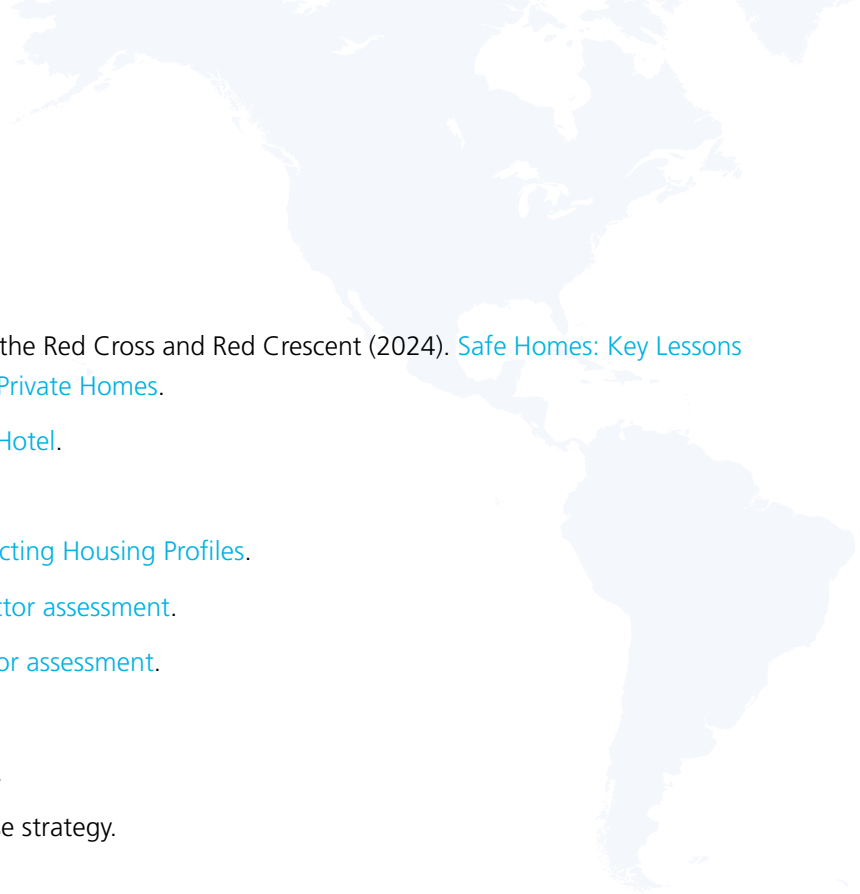 the Red Cross and Red Crescent (2024). Safe Homes: Key Lessons
Private Homes.
Hotel.
cting Housing Profiles.
tor assessment.
or assessment.
.
e strategy.